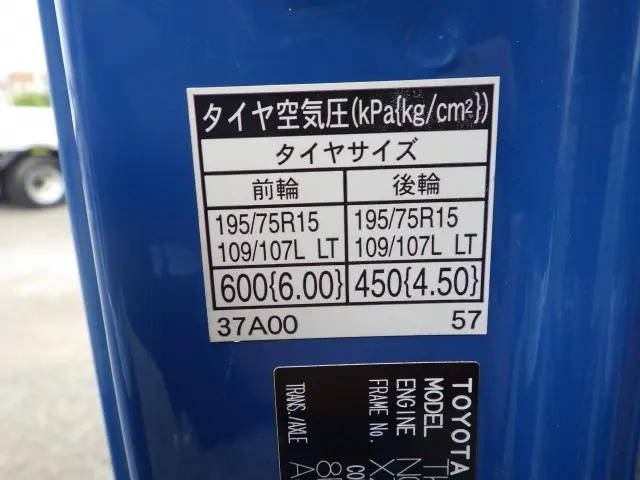 タイヤ空気圧(kPa{kg/cm²})
タイヤサイズ
前輪 後輪
195/75R15 195/75R15
109/107L LT 109/107L LT
600{6.00} 450{4.50}
37A00 57
TOYOTA
MODEL
ENGINE
FRAME No.
TRANS./AXLE A